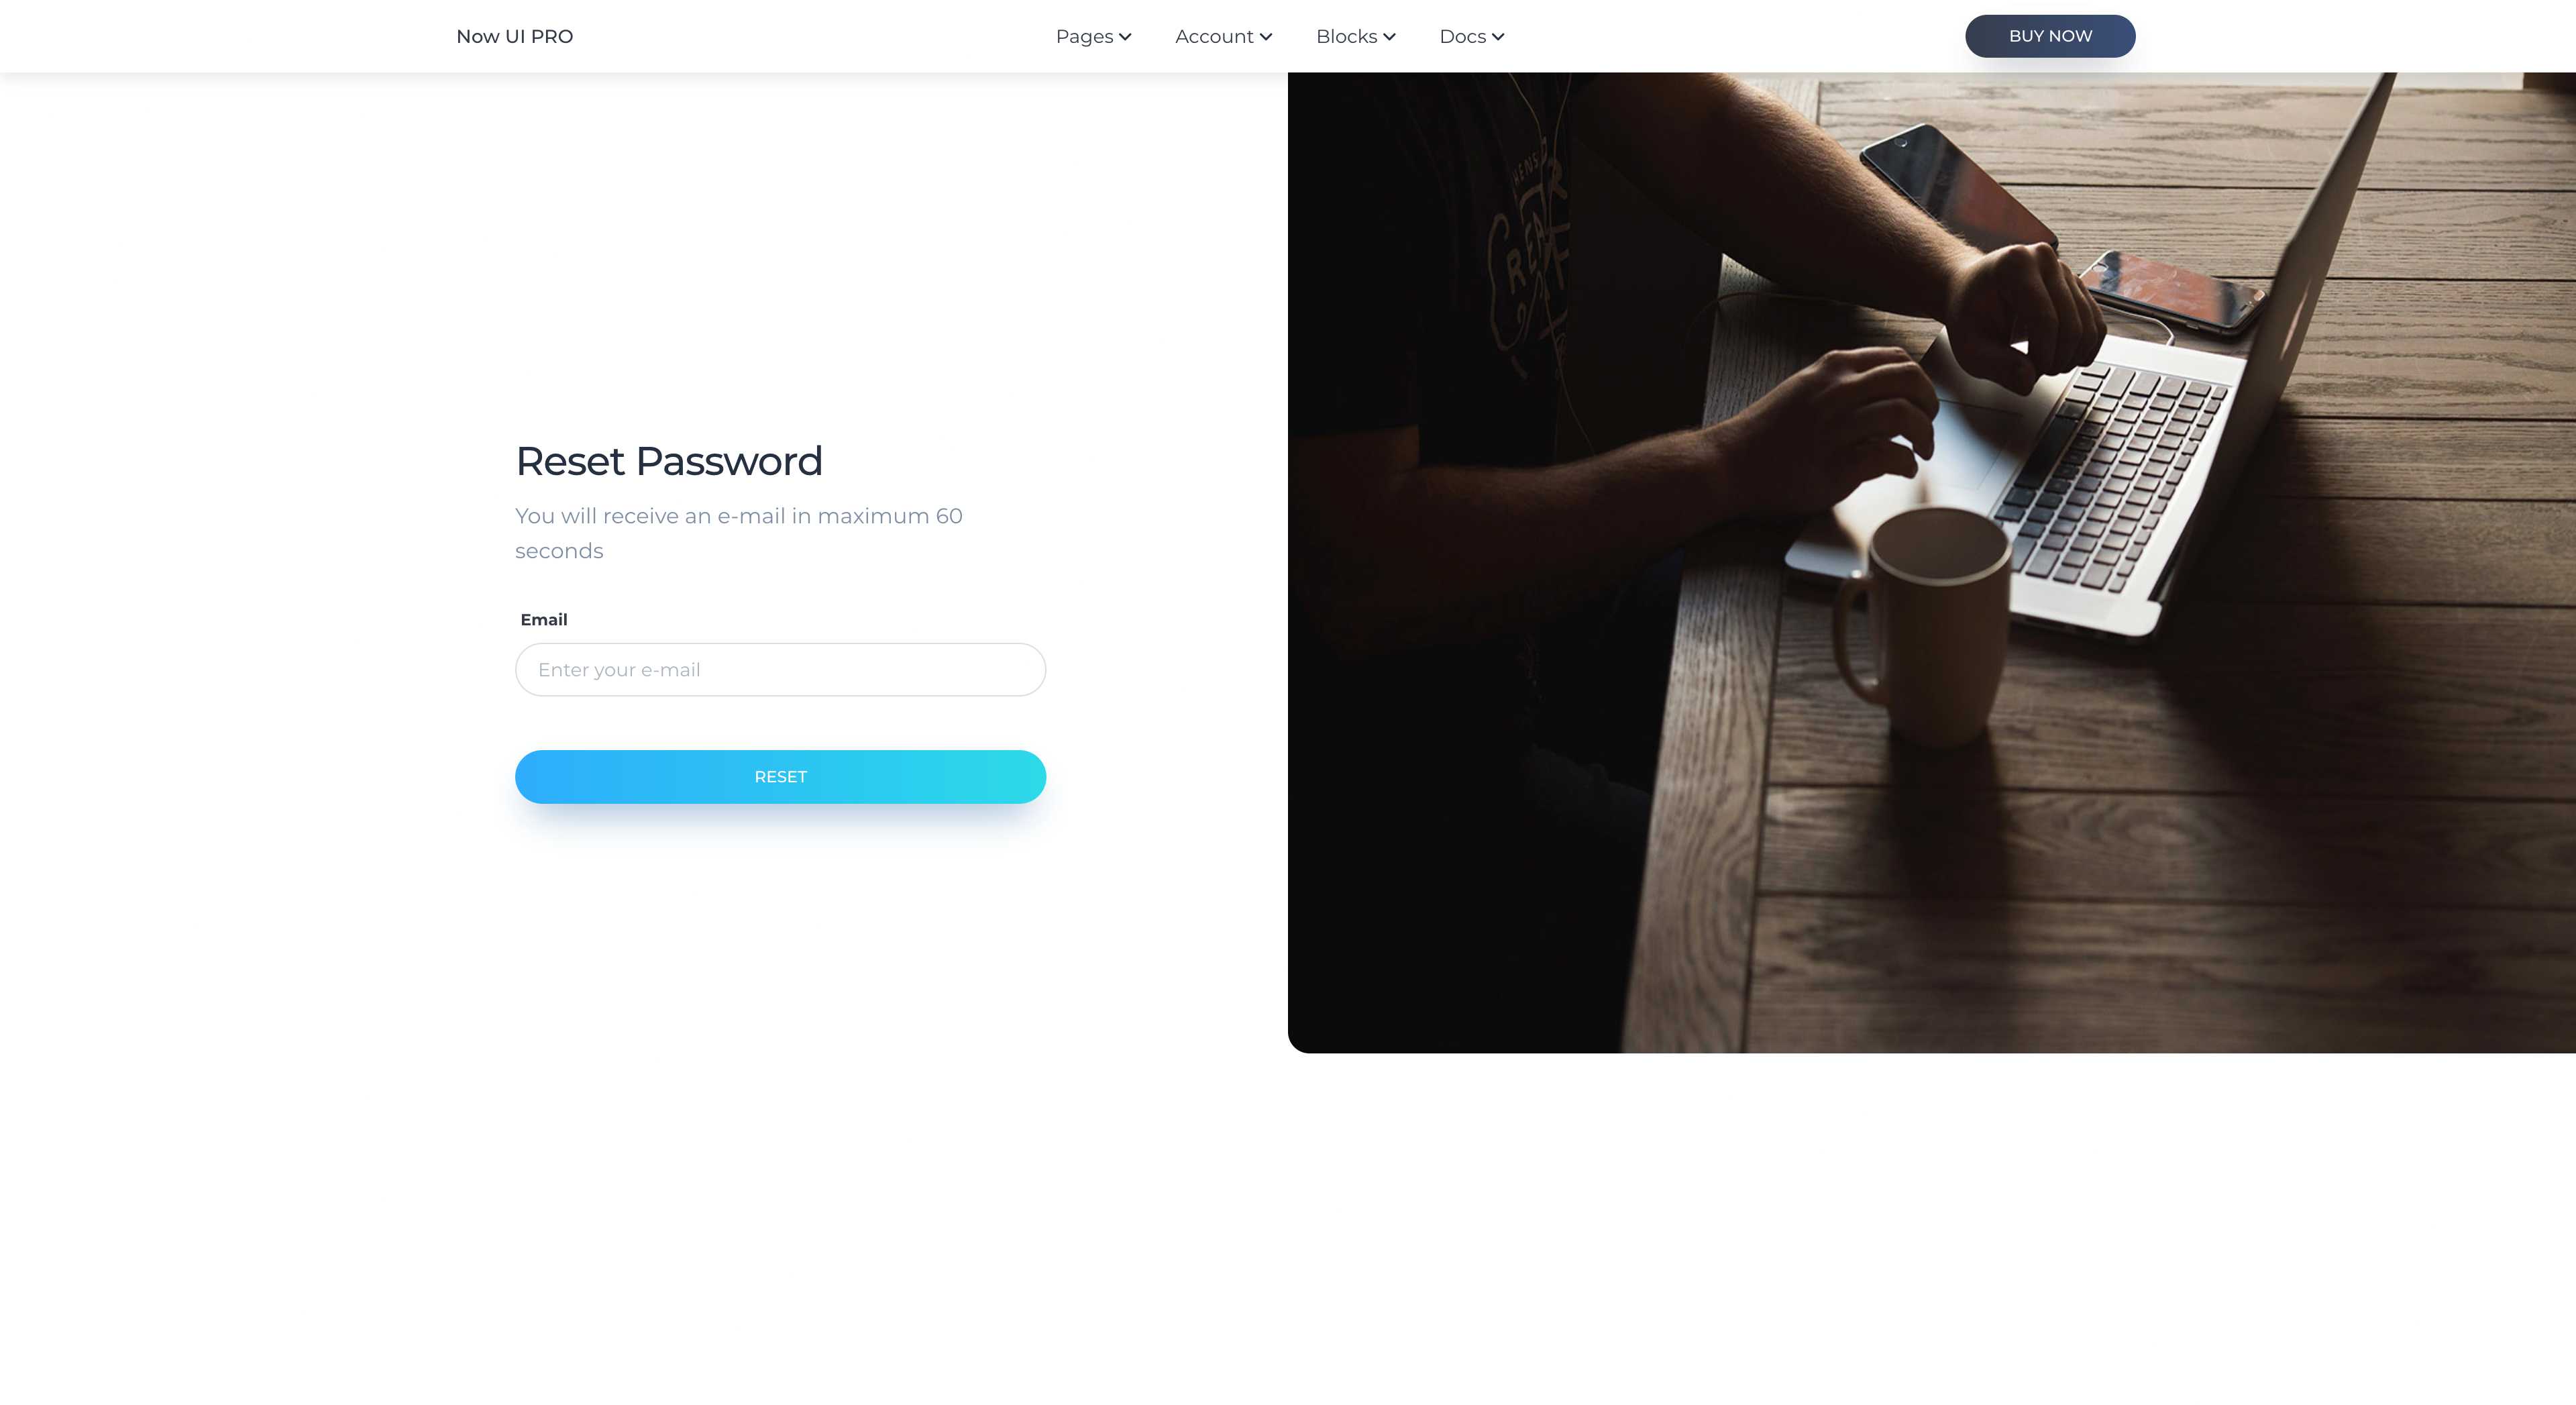 Now UI PRO
Pages
Account
Blocks
Docs
BUY NOW
Reset Password
You will receive an e-mail in maximum 60
seconds
Email
Enter your e-mail
RESET